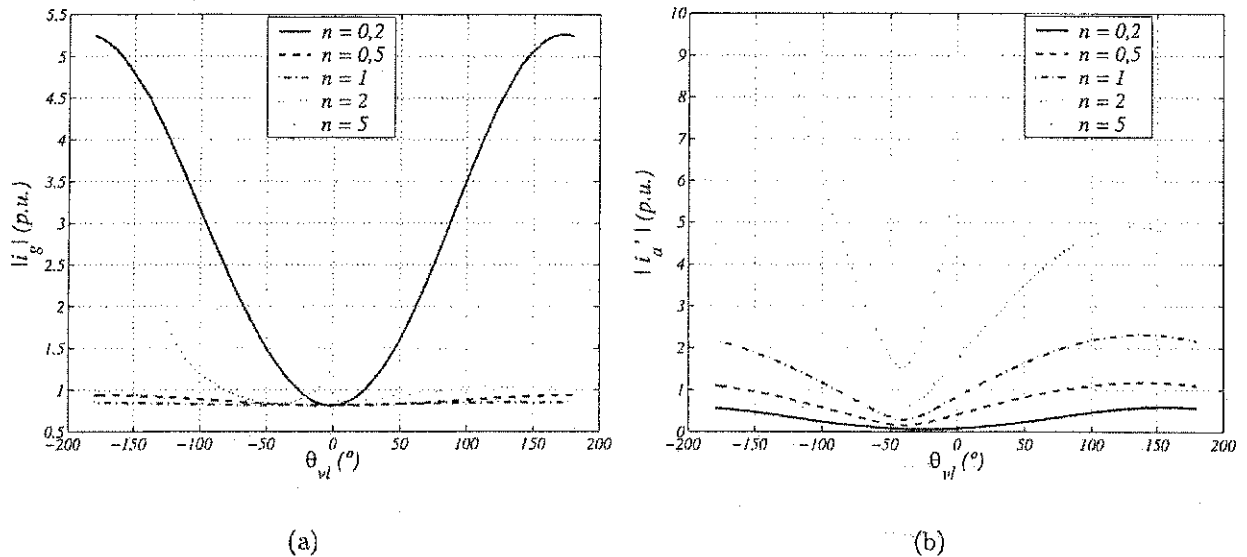 5.5
5
4.5
4
3.5
3
2.5
2
1.5
1
0.5
|i_g| (p.u.)
n = 0,2
n = 0,5
n = 1
n = 2
n = 5
−200 −150 −100 −50 0 50 100 150 200
θ_vl (º)
(a)
10
9
8
7
6
5
4
3
2
1
0
|i_a'| (p.u.)
n = 0,2
n = 0,5
n = 1
n = 2
n = 5
−200 −150 −100 −50 0 50 100 150 200
θ_vl (º)
(b)